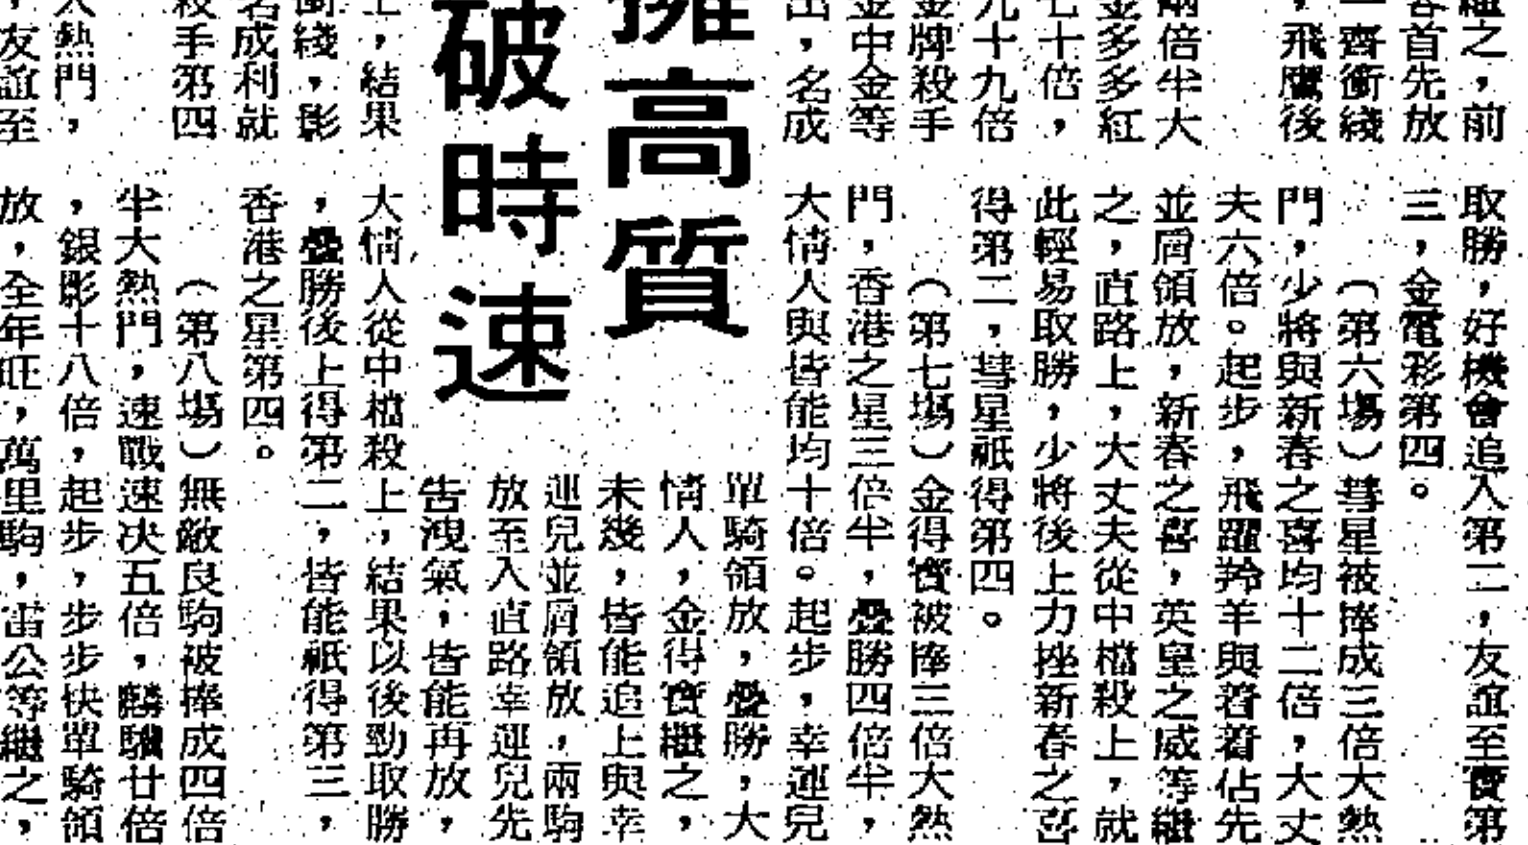 繼之，前
客首先放
一齊衝綫
，飛鷹後
兩倍半大
金多多紅
七十倍，
九十九倍
金牌殺手
金中金等
出，名成
擁高質
破時速
上，結果
衝綫，影
名成利就
殺手第四
大熱門，
，友誼至
取勝，好機會追入第二，友誼至寶第
三，金電彩第四。
（第六場）彗星被捧成三倍大熱
門，少將與新春之喜均十二倍，大丈
夫六倍。起步，飛躍羚羊與着着佔先
並肩領放，新春之喜，英皇之威等繼
之，直路上，大丈夫從中檔殺上，就
此輕易取勝，少將後上力挫新春之喜
得第二，彗星祇得第四。
（第七場）金得寶被捧三倍大熱
門，香港之星三倍半，疊勝四倍半，
大情人與皆能均十倍。起步，幸運兒
單騎領放，疊勝，大
情人，金得寶繼之，
未幾，皆能追上與幸
運兒並肩領放，兩駒
放至入直路幸運兒先
告洩氣，皆能再放，
大情人從中檔殺上，結果以後勁取勝
，疊勝後上得第二，皆能祇得第三，
香港之星第四。
（第八場）無敵良駒被捧成四倍
半大熱門，速戰速决五倍，麟驥廿倍
，銀影十八倍，起步，步步快單騎領
放，全年旺，萬里駒，雷公等繼之，